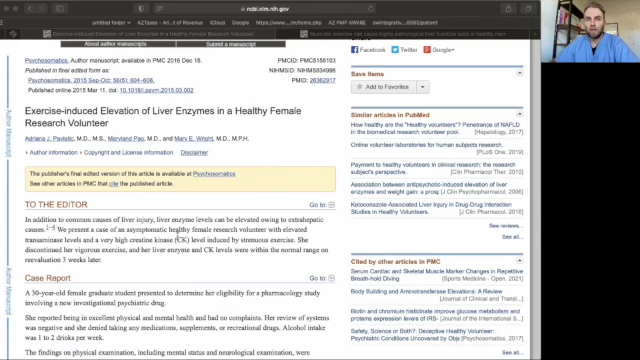 ncbi.nlm.nih.gov
About author manuscripts
Submit a manuscript
Psychosomatics. Author manuscript; available in PMC 2016 Dec 15.
PMCID: PMC5158103
Published in final edited form as:
NIHMSID: NIHMS834996
Psychosomatics. 2015 Sep-Oct; 56(5): 604–606.
PMID: 26362917
Published online 2015 Mar 11. doi: 10.1016/j.psym.2015.03.002
Exercise-induced Elevation of Liver Enzymes in a Healthy Female
Research Volunteer
Adriana J. Pavletic, M.D., M.S., Maryland Pao, M.D., and Mary E. Wright, M.D., M.P.H.
Author information
Copyright and License information
Disclaimer
The publisher's final edited version of this article is available at Psychosomatics
See other articles in PMC that cite the published article.
TO THE EDITOR
Go to:
In addition to common causes of liver injury, liver enzyme levels can be elevated owing to extrahepatic
causes. We present a case of an asymptomatic healthy female research volunteer with elevated
transaminase levels and a very high creatine kinase (CK) level induced by strenuous exercise. She
discontinued her vigorous exercise, and her liver enzyme and CK levels were within the normal range on
reevaluation 3 weeks later.
Case Report
Go to:
A 30-year-old female graduate student presented to determine her eligibility for a pharmacology study
involving a new investigational psychiatric drug.
She reported being in excellent physical and mental health and had no complaints. Her review of systems
was negative and she denied taking any medications, supplements, or recreational drugs. Alcohol intake
was 1 to 2 drinks per week.
The findings on physical examination, including mental status and neurological examination, were
Author Manuscript
Author Manuscript
Facebook
Twitter
Google+
Save items
Add to Favorites
Similar articles in PubMed
How healthy are the "Healthy volunteers"? Penetrance of NAFLD
in the biomedical research volunteer pool. [Hepatology. 2017]
Online volunteer laboratories for human subjects research.
[PLoS One. 2019]
Payment to healthy volunteers in clinical research: the research
subject's perspective. [Clin Pharmacol Ther. 2010]
Association between antipsychotic-induced elevation of liver
enzymes and weight gain: a prosp
Ketoconazole-Associated Liver Injury in Drug-Drug Interaction
Studies in Healthy Volunteers.
See reviews...
See all...
Cited by other articles in PMC
Serum Cardiac and Skeletal Muscle Marker Changes in Repetitive
Breath-hold Diving [Sports Medicine - Open. 2021]
Body Building and Aminotransferase Elevations: A Review
[Journal of Clinical and Transl...]
Biotin and chromium histidinate improve glucose metabolism and
proteins expression levels of IRS- [Journal of the International S...]
Safety, Science or Both? Deceptive Healthy Volunteers:
Psychiatric Conditions Uncovered by Obj